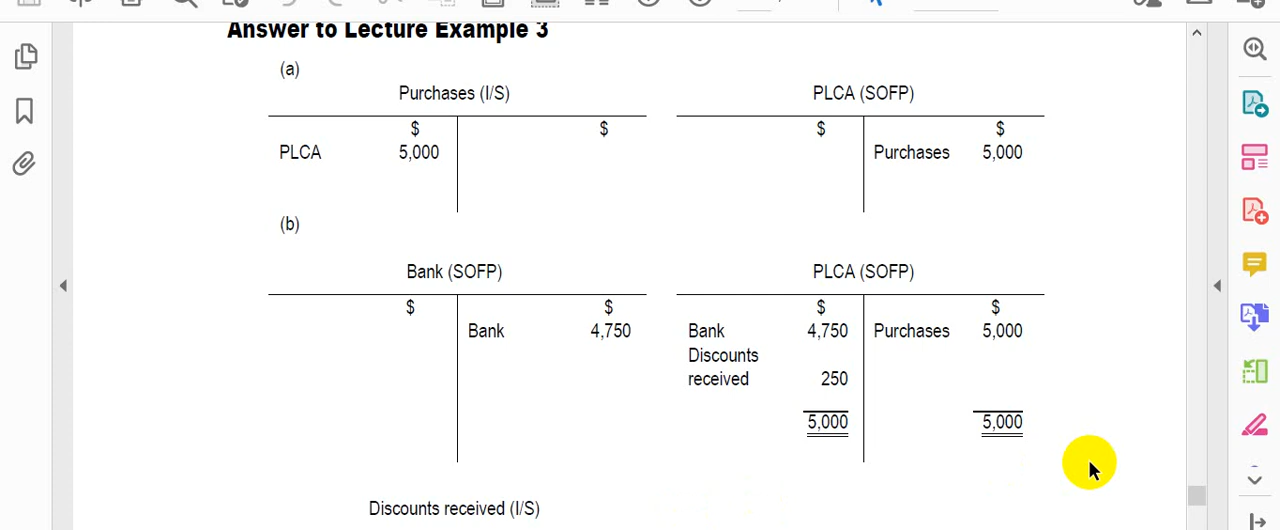 Answer to Lecture Example 3
(a)
Purchases (I/S) PLCA (SOFP)
$ $ $ $
PLCA 5,000 Purchases 5,000
(b)
Bank (SOFP) PLCA (SOFP)
$ $ $ $
Bank 4,750 Bank 4,750 Purchases 5,000
Discounts
received 250
5,000 5,000
Discounts received (I/S)